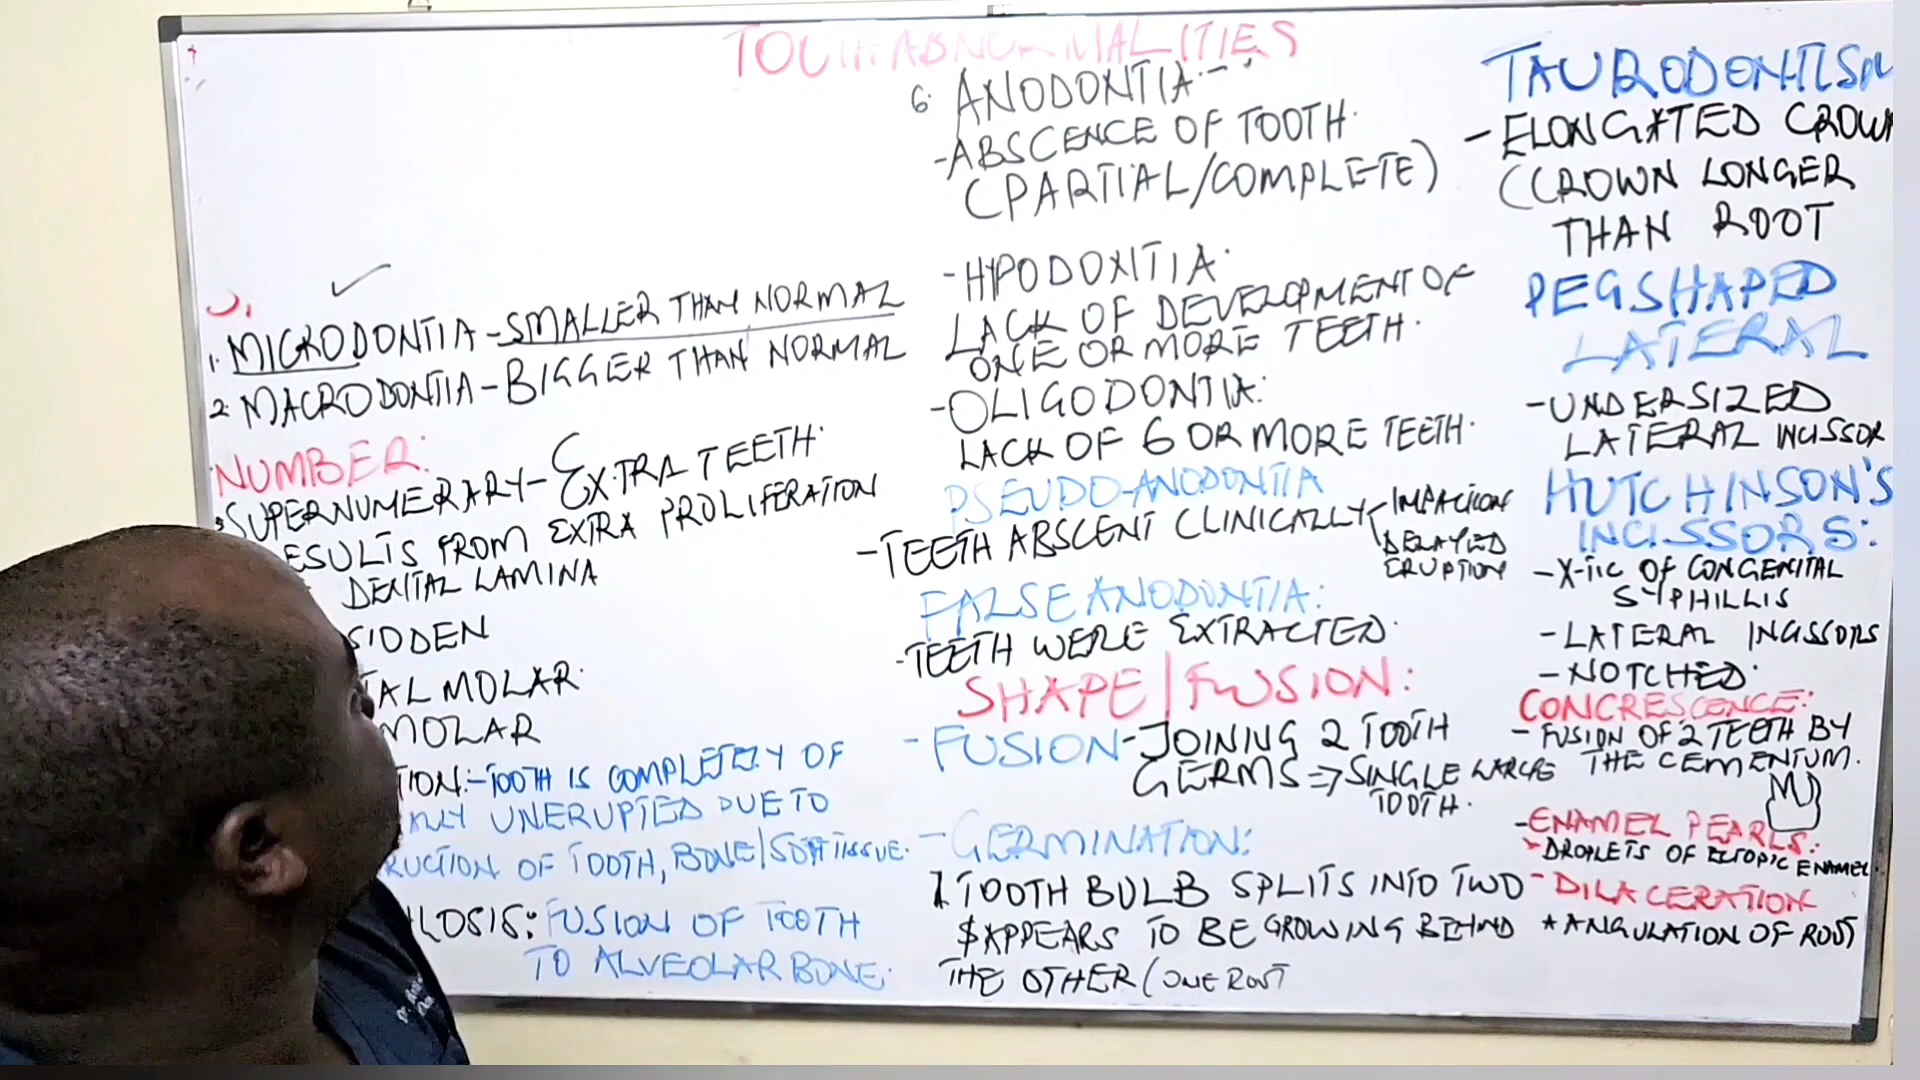 TOOTH ABNORMALITIES
1. MICRODONTIA - SMALLER THAN NORMAL
2. MACRODONTIA - BIGGER THAN NORMAL
NUMBER:
SUPERNUMERARY - EXTRA TEETH.
ESULTS FROM EXTRA PROLIFERATION
DENTAL LAMINA
SIODEN
TAL MOLAR.
MOLAR
TION:- TOOTH IS COMPLETELY OF
ALLY UNERUPTED DUE TO
RUCTION OF TOOTH, BONE/SOFT TISSUE.
LOSIS: FUSION OF TOOTH
TO ALVEOLAR BONE.
6. ANODONTIA.-
- ABSCENCE OF TOOTH.
(PARTIAL/COMPLETE)
- HYPODONTIA.
LACK OF DEVELOPMENT OF
ONE OR MORE TEETH.
- OLIGODONTIA:
LACK OF 6 OR MORE TEETH.
PSEUDO-ANODONTIA
- TEETH ABSCENT CLINICALLY
IMPACTION
DELAYED
ERUPTION
FALSE ANODONTIA:
- TEETH WERE EXTRACTED.
SHAPE/FUSION:
- FUSION - JOINING 2 TOOTH
GERMS => SINGLE LARGE
TOOTH.
- GERMINATION:
1 TOOTH BULB SPLITS INTO TWO
$ APPEARS TO BE GROWING BEHIND
THE OTHER (ONE ROOT
TAURODONTISM
- ELONGATED CROWN
(CROWN LONGER
THAN ROOT
PEGSHAPED
LATERAL
- UNDERSIZED
LATERAL INCISSOR
HUTCHINSON'S
INCISSORS:
- X-TIC OF CONGENITAL
SYPHILLIS
- LATERAL INCISSORS
- NOTCHED.
CONCRESCENCE:
- FUSION OF 2 TEETH BY
THE CEMENTUM.
- ENAMEL PEARLS:
DROPLETS OF ECTOPIC ENAMEL.
- DILACERATION
* ANGULATION OF ROOT